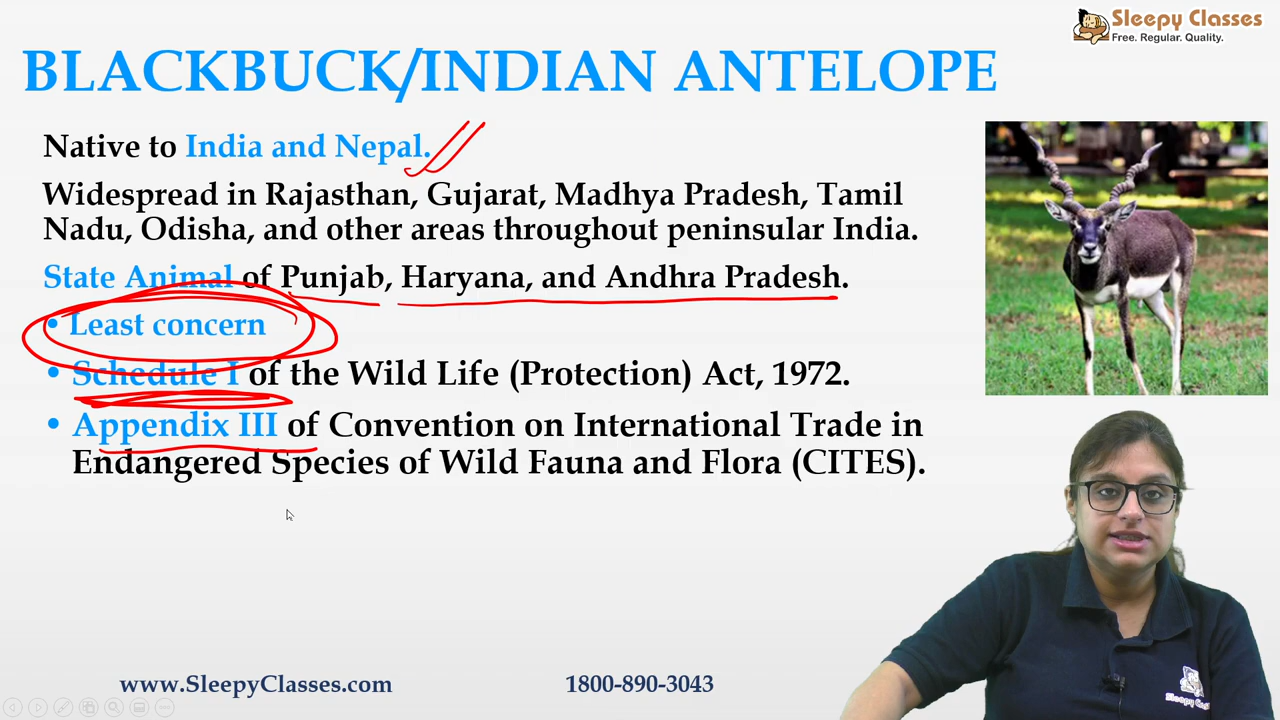 Sleepy Classes
Free. Regular. Quality.
BLACKBUCK/INDIAN ANTELOPE
Native to India and Nepal.
Widespread in Rajasthan, Gujarat, Madhya Pradesh, Tamil
Nadu, Odisha, and other areas throughout peninsular India.
State Animal of Punjab, Haryana, and Andhra Pradesh.
• Least concern
• Schedule I of the Wild Life (Protection) Act, 1972.
• Appendix III of Convention on International Trade in
Endangered Species of Wild Fauna and Flora (CITES).
www.SleepyClasses.com
1800-890-3043